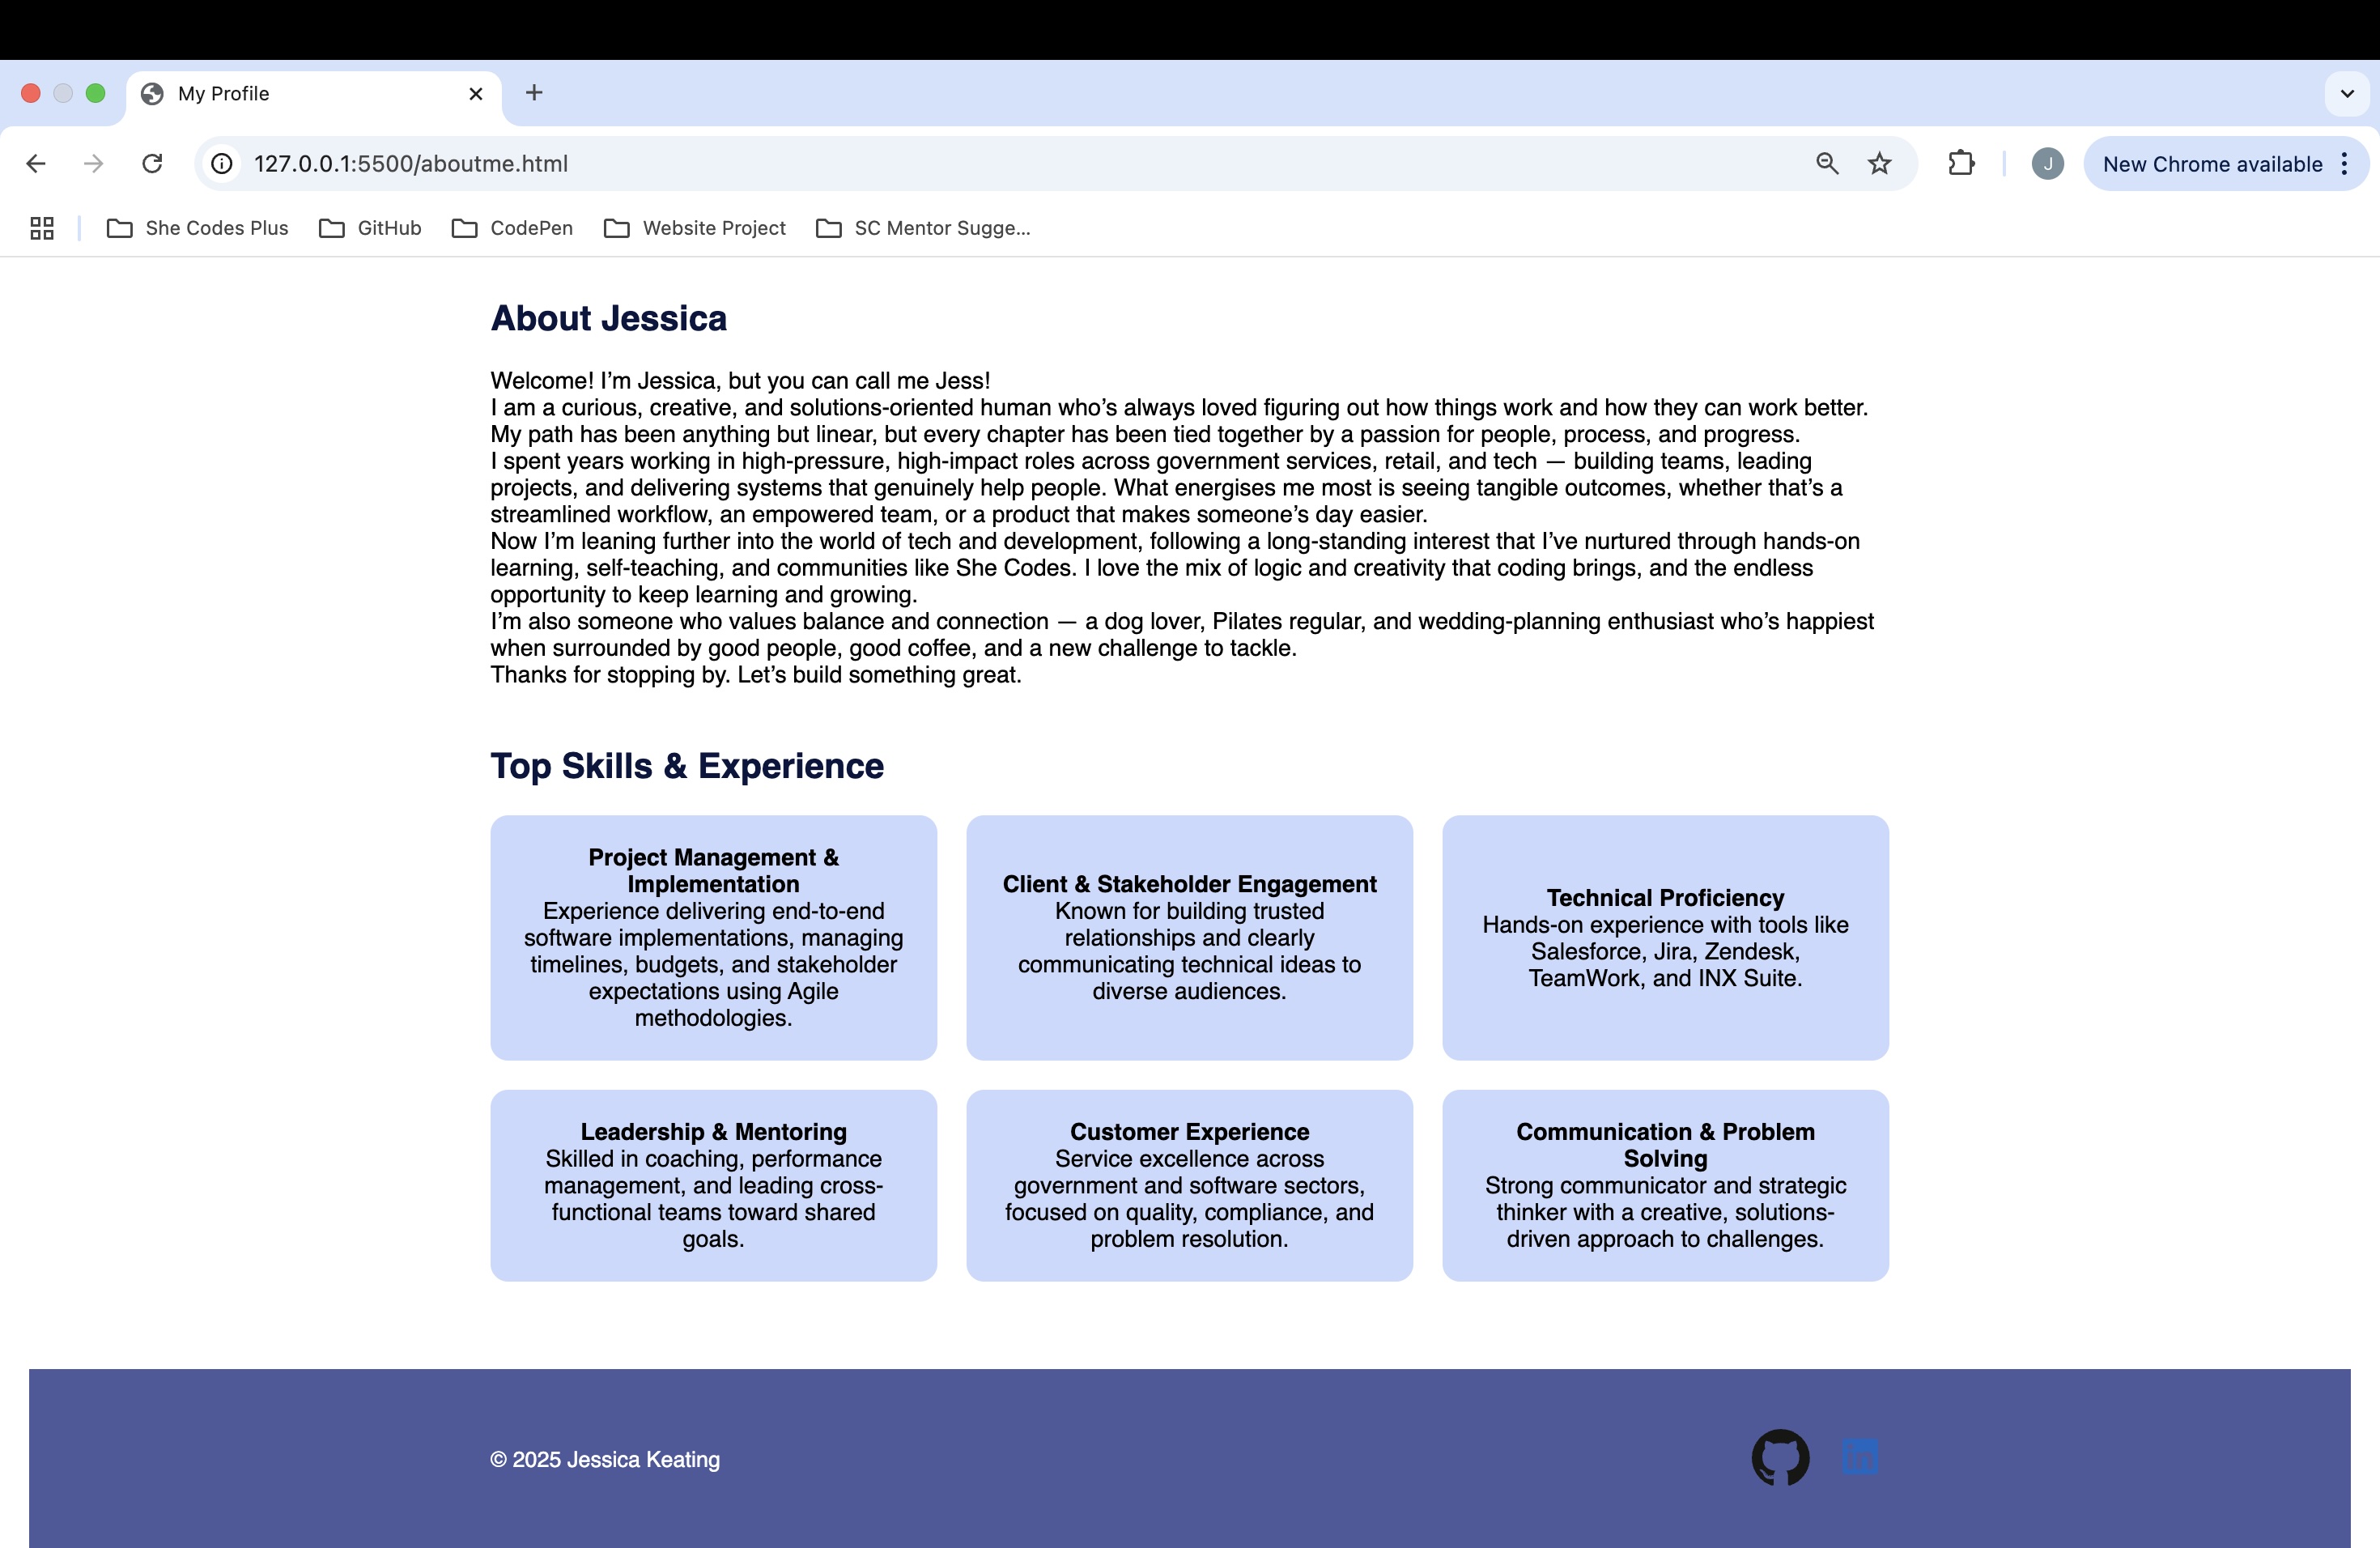 My Profile
127.0.0.1:5500/aboutme.html
J
New Chrome available
She Codes Plus
GitHub
CodePen
Website Project
SC Mentor Sugge...
About Jessica
Welcome! I’m Jessica, but you can call me Jess!
I am a curious, creative, and solutions-oriented human who’s always loved figuring out how things work and how they can work better.
My path has been anything but linear, but every chapter has been tied together by a passion for people, process, and progress.
I spent years working in high-pressure, high-impact roles across government services, retail, and tech — building teams, leading
projects, and delivering systems that genuinely help people. What energises me most is seeing tangible outcomes, whether that’s a
streamlined workflow, an empowered team, or a product that makes someone’s day easier.
Now I’m leaning further into the world of tech and development, following a long-standing interest that I’ve nurtured through hands-on
learning, self-teaching, and communities like She Codes. I love the mix of logic and creativity that coding brings, and the endless
opportunity to keep learning and growing.
I’m also someone who values balance and connection — a dog lover, Pilates regular, and wedding-planning enthusiast who’s happiest
when surrounded by good people, good coffee, and a new challenge to tackle.
Thanks for stopping by. Let’s build something great.
Top Skills & Experience
Project Management &
Implementation
Experience delivering end-to-end
software implementations, managing
timelines, budgets, and stakeholder
expectations using Agile
methodologies.
Client & Stakeholder Engagement
Known for building trusted
relationships and clearly
communicating technical ideas to
diverse audiences.
Technical Proficiency
Hands-on experience with tools like
Salesforce, Jira, Zendesk,
TeamWork, and INX Suite.
Leadership & Mentoring
Skilled in coaching, performance
management, and leading cross-
functional teams toward shared
goals.
Customer Experience
Service excellence across
government and software sectors,
focused on quality, compliance, and
problem resolution.
Communication & Problem
Solving
Strong communicator and strategic
thinker with a creative, solutions-
driven approach to challenges.
© 2025 Jessica Keating
in